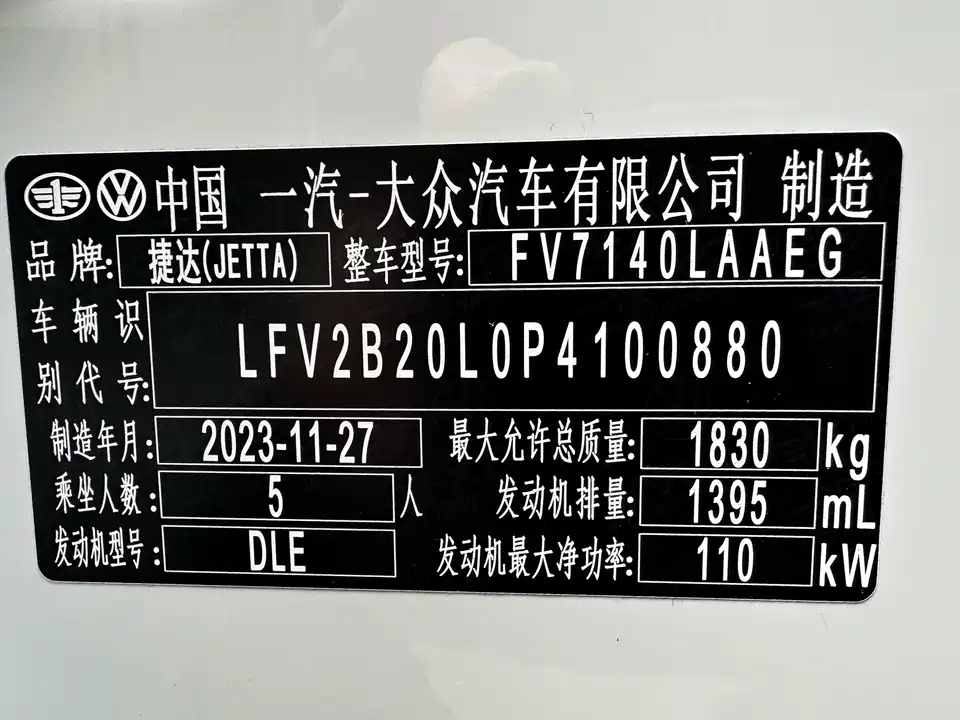 中国 一汽-大众汽车有限公司 制造
品牌: 捷达(JETTA) 整车型号: FV7140LAAEG
车辆识别代号: LFV2B20L0P4100880
制造年月: 2023-11-27 最大允许总质量: 1830 kg
乘坐人数: 5 人 发动机排量: 1395 mL
发动机型号: DLE 发动机最大净功率: 110 kW